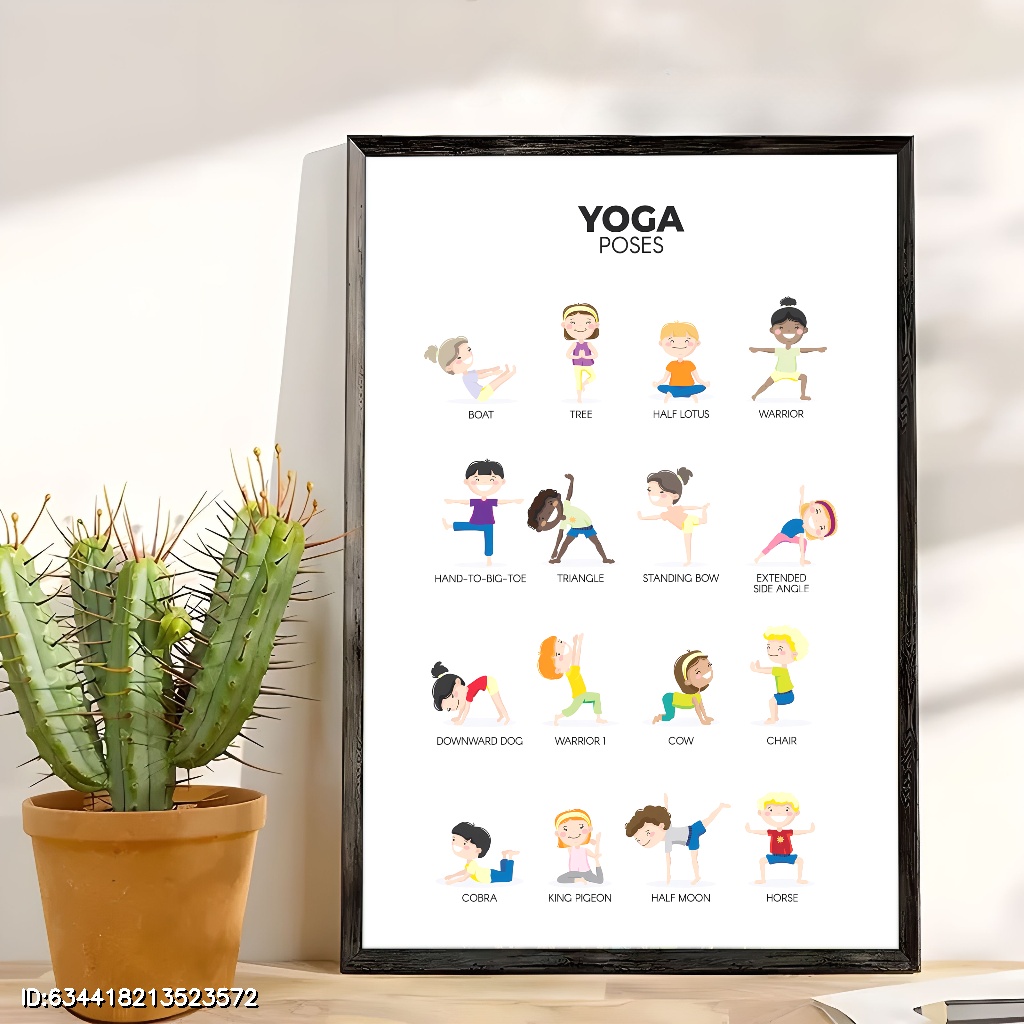 YOGA
POSES
BOAT
TREE
HALF LOTUS
WARRIOR
HAND-TO-BIG-TOE
TRIANGLE
STANDING BOW
EXTENDED
SIDE ANGLE
DOWNWARD DOG
WARRIOR 1
COW
CHAIR
COBRA
KING PIGEON
HALF MOON
HORSE
ID:634418213523572